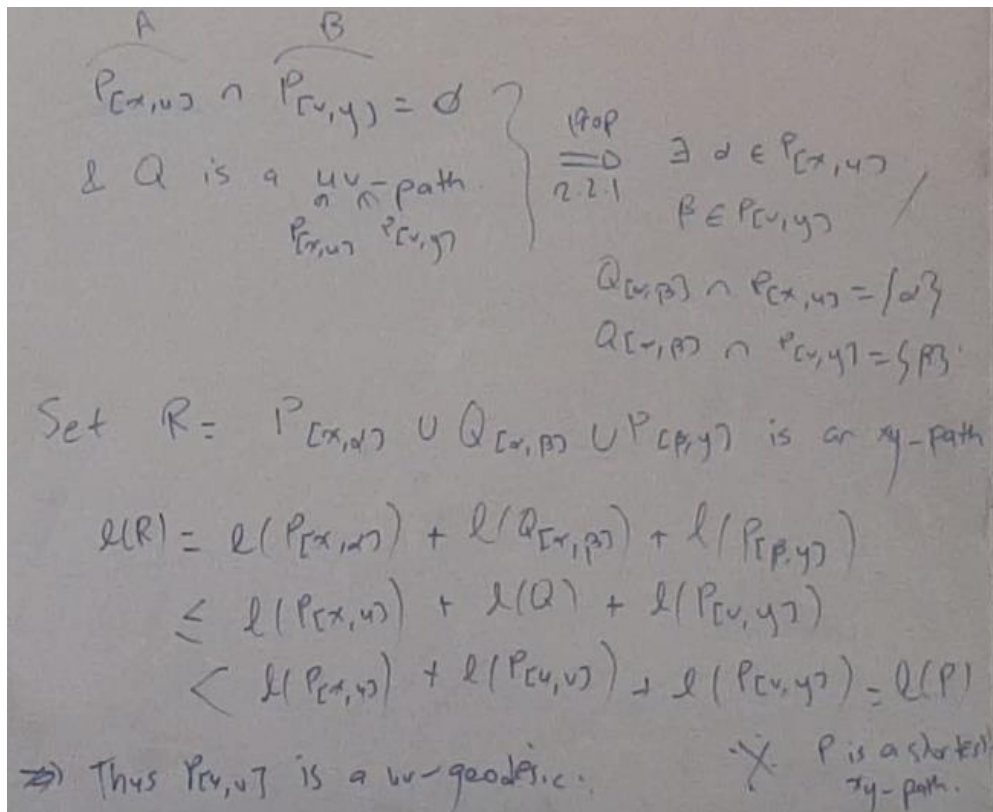 A B
P[x,u] ∩ P[v,y] = ∅
& Q is a uv-path.
P[x,u] P[v,y]
} prop 2.2.1 ⟹ ∃ α ∈ P[x,u]
β ∈ P[v,y] /
Q[α,β] ∩ P[x,u] = {α}
Q[α,β] ∩ P[v,y] = {β}.
Set R = P[x,α] ∪ Q[α,β] ∪ P[β,y] is an xy-path
l(R) = l(P[x,α]) + l(Q[α,β]) + l(P[β,y])
≤ l(P[x,u]) + l(Q) + l(P[v,y])
< l(P[x,u]) + l(P[u,v]) + l(P[v,y]) = l(P)
P is a shortest
xy-path.
⟹ Thus P[u,v] is a uv-geodesic.